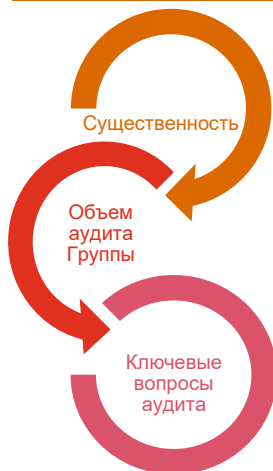 Существенность
Объем
аудита
Группы
Ключевые
вопросы
аудита